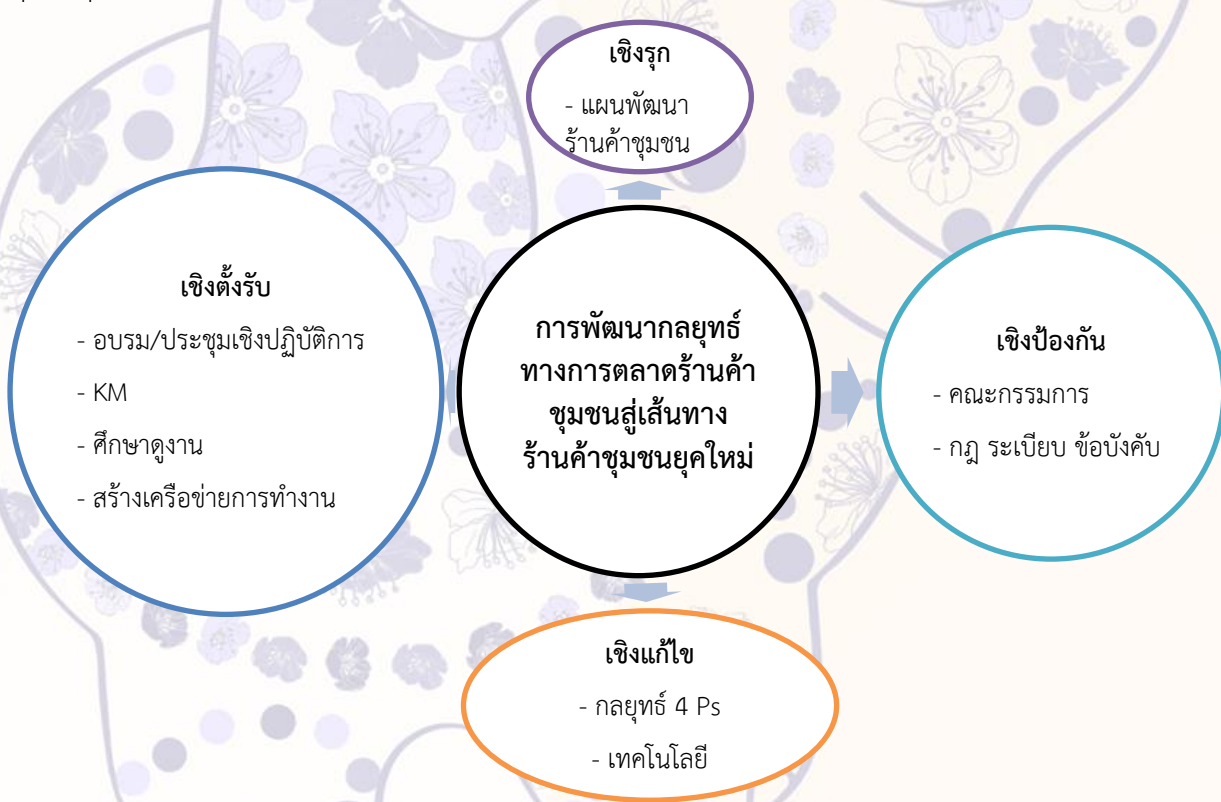 เชิงรุก
- แผนพัฒนา
ร้านค้าชุมชน
เชิงตั้งรับ
- อบรม/ประชุมเชิงปฏิบัติการ
- KM
- ศึกษาดูงาน
- สร้างเครือข่ายการทำงาน
การพัฒนากลยุทธ์
ทางการตลาดร้านค้า
ชุมชนสู่เส้นทาง
ร้านค้าชุมชนยุคใหม่
เชิงป้องกัน
- คณะกรรมการ
- กฎ ระเบียบ ข้อบังคับ
เชิงแก้ไข
- กลยุทธ์ 4 Ps
- เทคโนโลยี